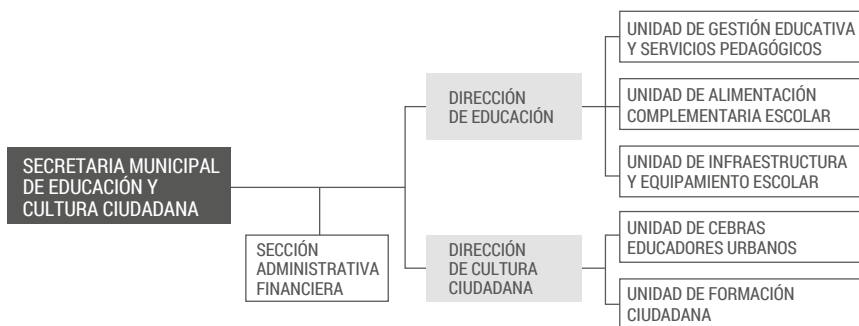 SECRETARIA MUNICIPAL
DE EDUCACIÓN Y
CULTURA CIUDADANA
SECCIÓN
ADMINISTRATIVA
FINANCIERA
DIRECCIÓN
DE EDUCACIÓN
UNIDAD DE GESTIÓN EDUCATIVA
Y SERVICIOS PEDAGÓGICOS
UNIDAD DE ALIMENTACIÓN
COMPLEMENTARIA ESCOLAR
UNIDAD DE INFRAESTRUCTURA
Y EQUIPAMIENTO ESCOLAR
DIRECCIÓN
DE CULTURA
CIUDADANA
UNIDAD DE CEBRAS
EDUCADORES URBANOS
UNIDAD DE FORMACIÓN
CIUDADANA